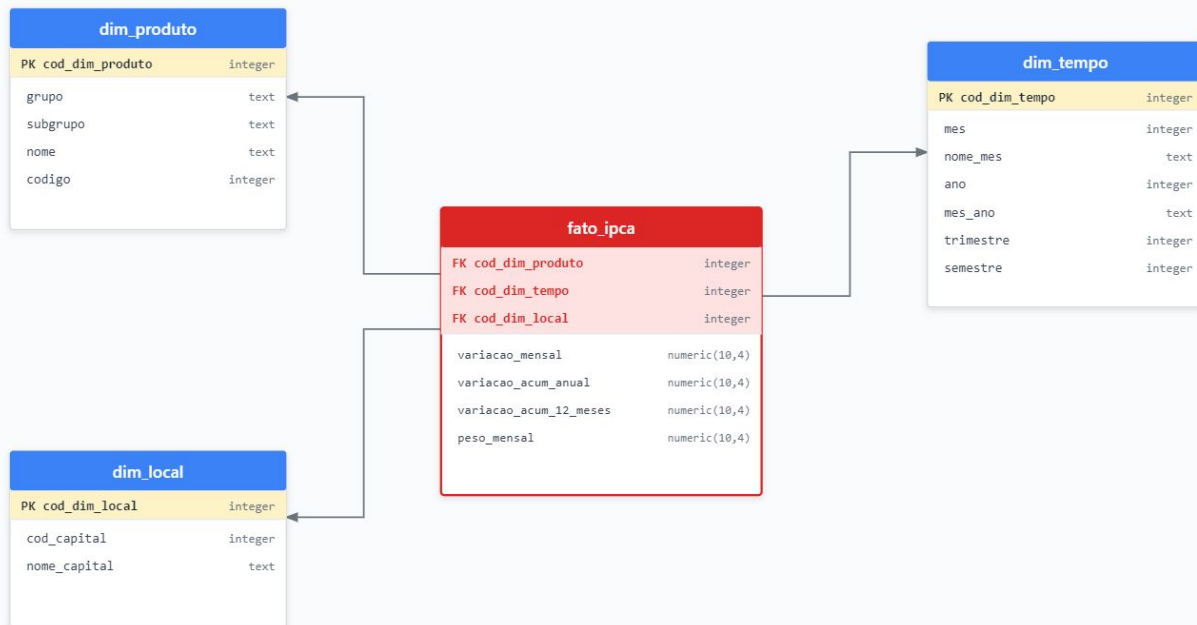 dim_produto
PK cod_dim_produto integer
grupo text
subgrupo text
nome text
codigo integer
dim_tempo
PK cod_dim_tempo integer
mes integer
nome_mes text
ano integer
mes_ano text
trimestre integer
semestre integer
fato_ipca
FK cod_dim_produto integer
FK cod_dim_tempo integer
FK cod_dim_local integer
variacao_mensal numeric(10,4)
variacao_acum_anual numeric(10,4)
variacao_acum_12_meses numeric(10,4)
peso_mensal numeric(10,4)
dim_local
PK cod_dim_local integer
cod_capital integer
nome_capital text